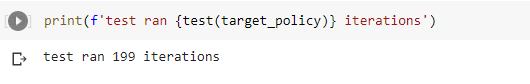 print(f'test ran {test(target_policy)} iterations')
test ran 199 iterations